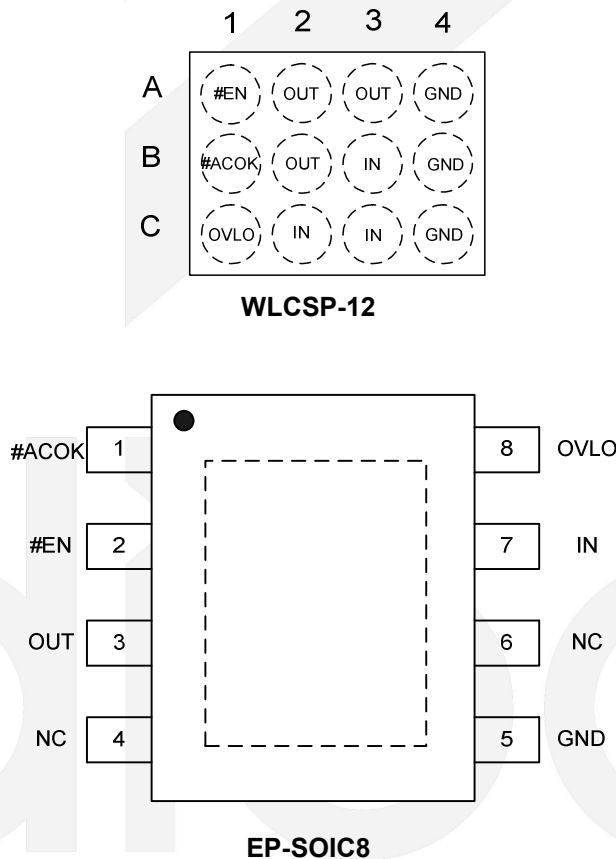 1 2 3 4
A #EN OUT OUT GND
B #ACOK OUT IN GND
C OVLO IN IN GND
WLCSP-12
#ACOK 1 8 OVLO
#EN 2 7 IN
OUT 3 6 NC
NC 4 5 GND
EP-SOIC8